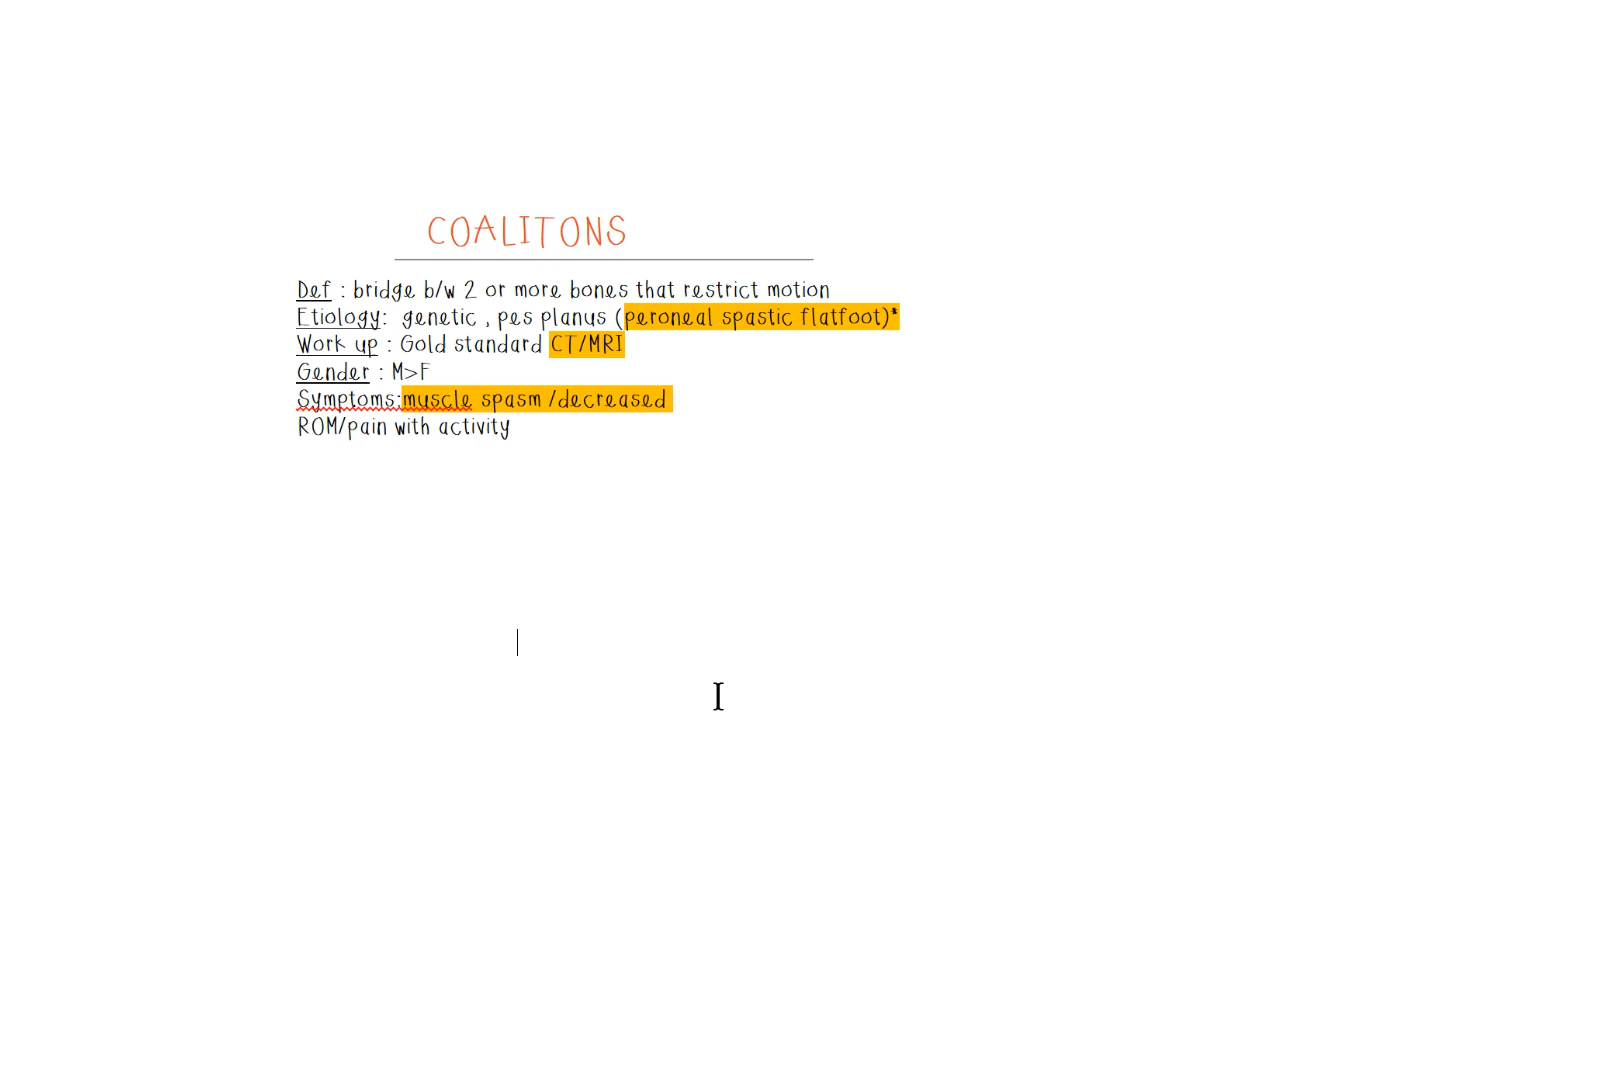 COALITONS
Def : bridge b/w 2 or more bones that restrict motion
Etiology: genetic , pes planus (peroneal spastic flatfoot)*
Work up : Gold standard CT/MRI
Gender : M>F
Symptoms:muscle spasm /decreased
ROM/pain with activity